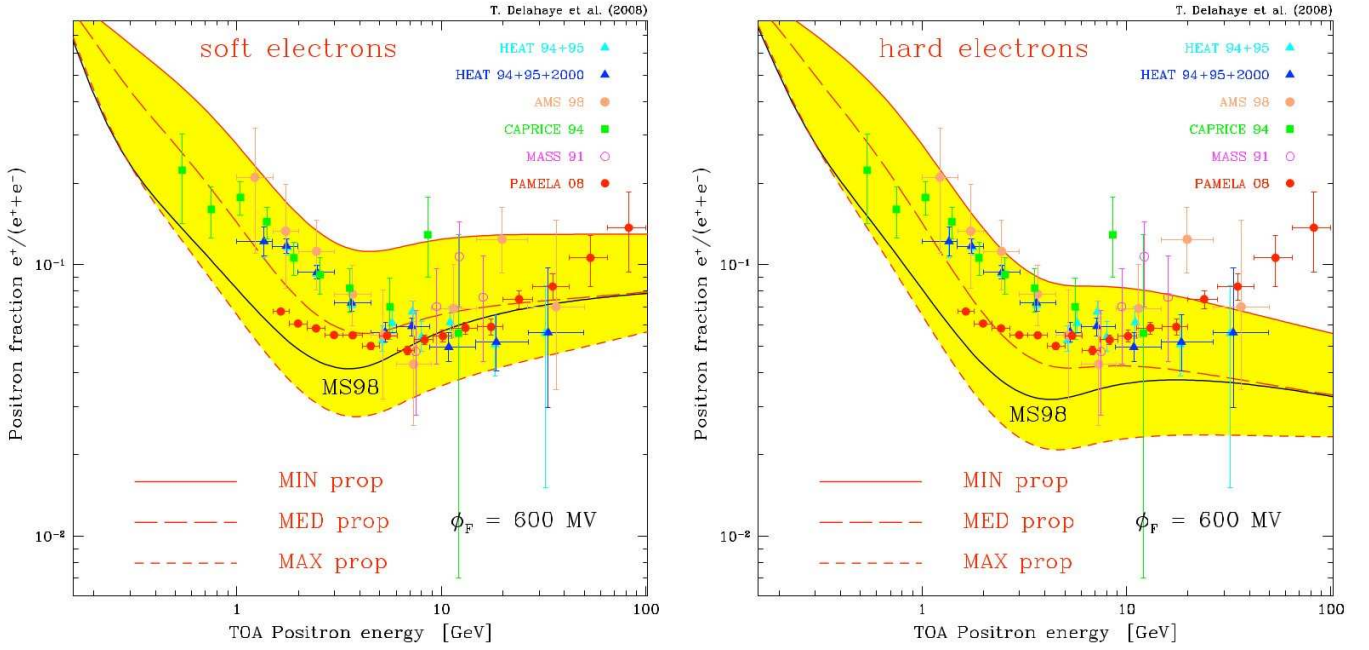 T. Delahaye et al. (2008)
soft electrons
HEAT 94+95
HEAT 94+95+2000
AMS 98
CAPRICE 94
MASS 91
PAMELA 08
Positron fraction e⁺/(e⁺+e⁻)
10⁻¹
10⁻²
MS98
MIN prop
MED prop
MAX prop
ϕ_F = 600 MV
1
10
100
TOA Positron energy [GeV]
T. Delahaye et al. (2008)
hard electrons
HEAT 94+95
HEAT 94+95+2000
AMS 98
CAPRICE 94
MASS 91
PAMELA 08
Positron fraction e⁺/(e⁺+e⁻)
10⁻¹
10⁻²
MS98
MIN prop
MED prop
MAX prop
ϕ_F = 600 MV
1
10
100
TOA Positron energy [GeV]